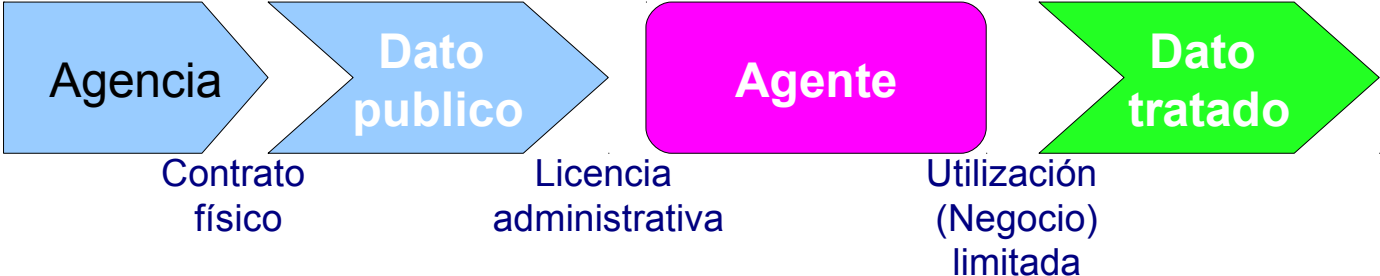 Agencia
Dato
publico
Agente
Dato
tratado
Contrato
físico
Licencia
administrativa
Utilización
(Negocio)
limitada